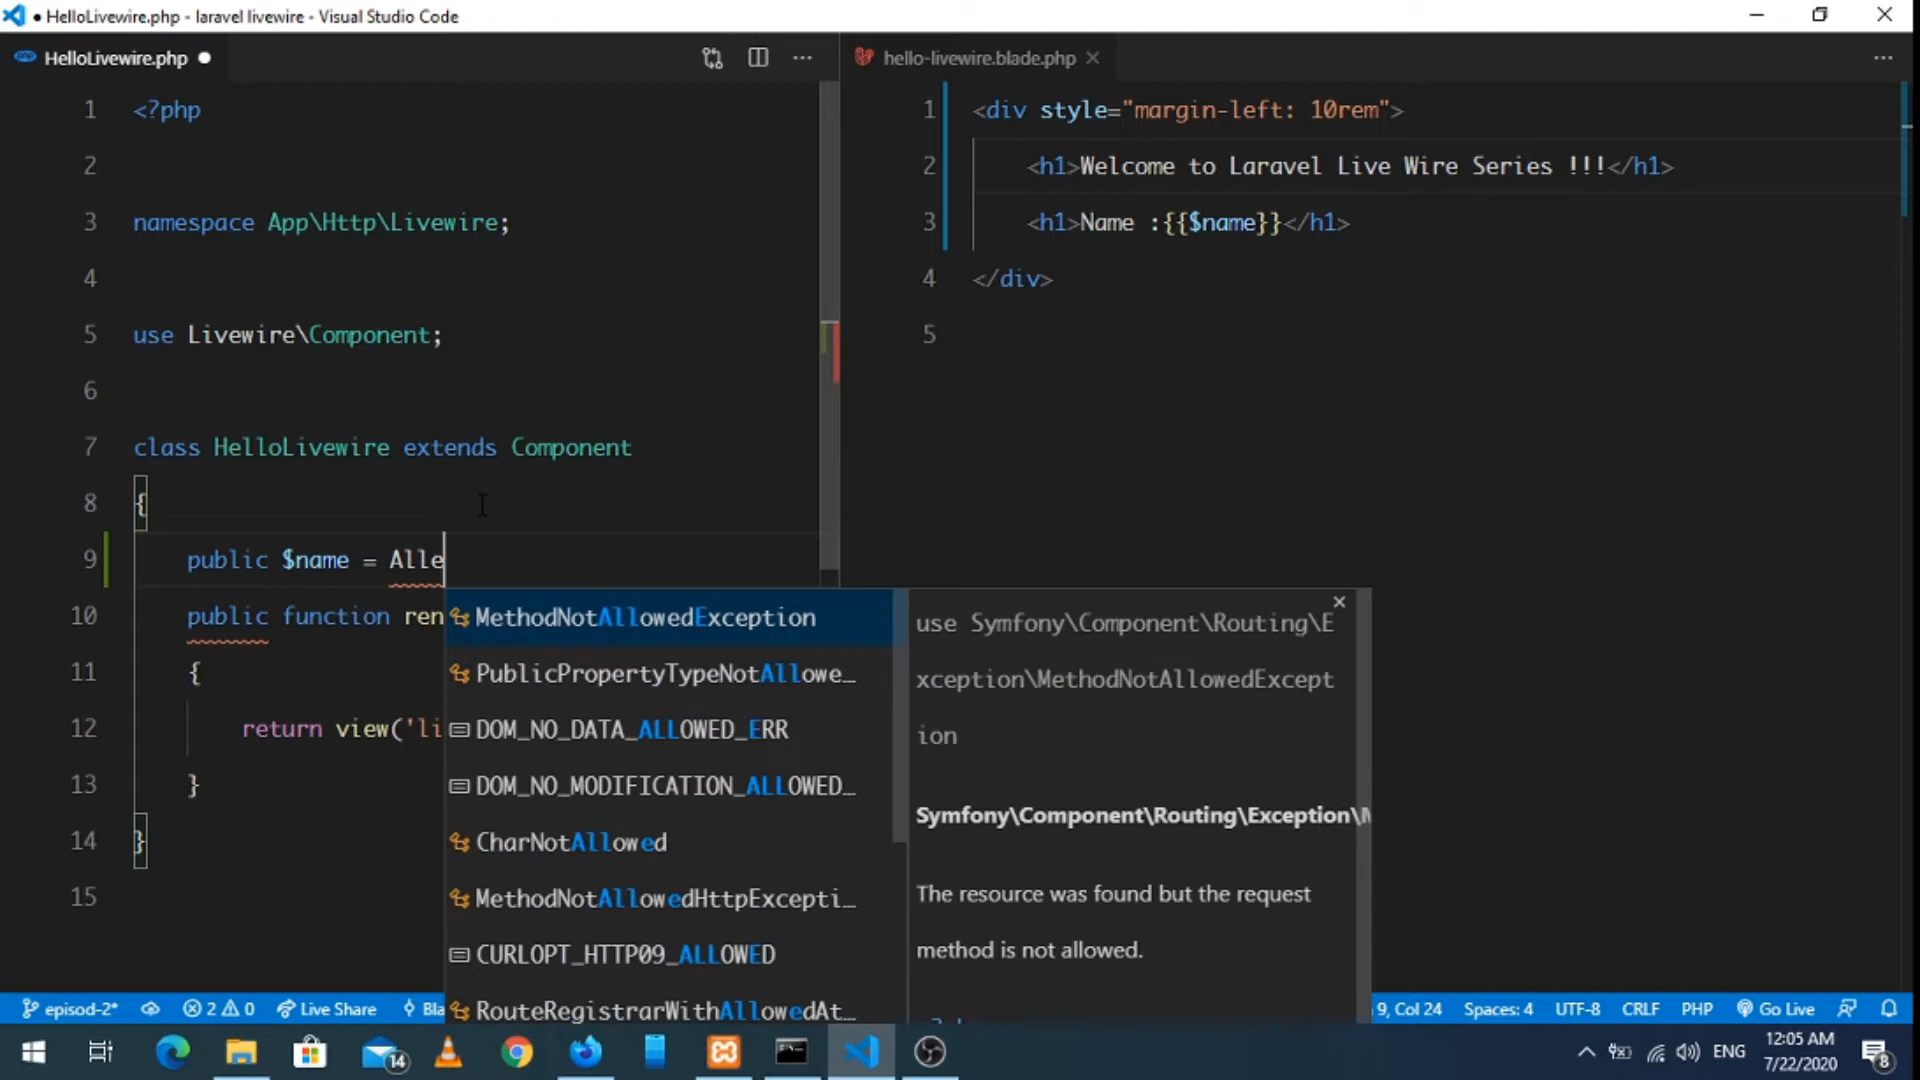 HelloLivewire.php - laravel livewire - Visual Studio Code
HelloLivewire.php
1 <?php
2
3 namespace App\Http\Livewire;
4
5 use Livewire\Component;
6
7 class HelloLivewire extends Component
8 {
9 public $name = Alle
10 public function ren
11 {
12 return view('li
13 }
14 }
15
MethodNotAllowedException
PublicPropertyTypeNotAllowe…
DOM_NO_DATA_ALLOWED_ERR
DOM_NO_MODIFICATION_ALLOWED_…
CharNotAllowed
MethodNotAllowedHttpExcepti…
CURLOPT_HTTP09_ALLOWED
RouteRegistrarWithAllowedAt…
use Symfony\Component\Routing\E
xception\MethodNotAllowedExcept
ion
Symfony\Component\Routing\Exception\M
The resource was found but the request
method is not allowed.
hello-livewire.blade.php
1 <div style="margin-left: 10rem">
2 <h1>Welcome to Laravel Live Wire Series !!!</h1>
3 <h1>Name :{{$name}}</h1>
4 </div>
5
episod-2* 2 0 Live Share Bla 9, Col 24 Spaces: 4 UTF-8 CRLF PHP Go Live
14 ENG 12:05 AM 8
7/22/2020